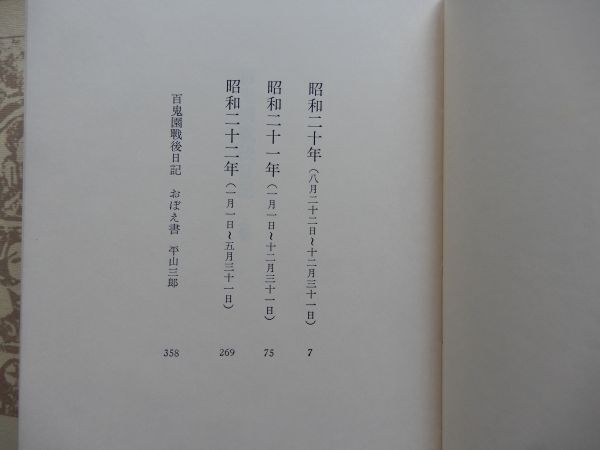 昭和二十年（八月二十二日～十二月三十一日） 7
昭和二十一年（一月一日～十二月三十一日） 75
昭和二十二年（一月一日～五月三十一日） 269
百鬼園戰後日記 おぼえ書 平山三郎 358